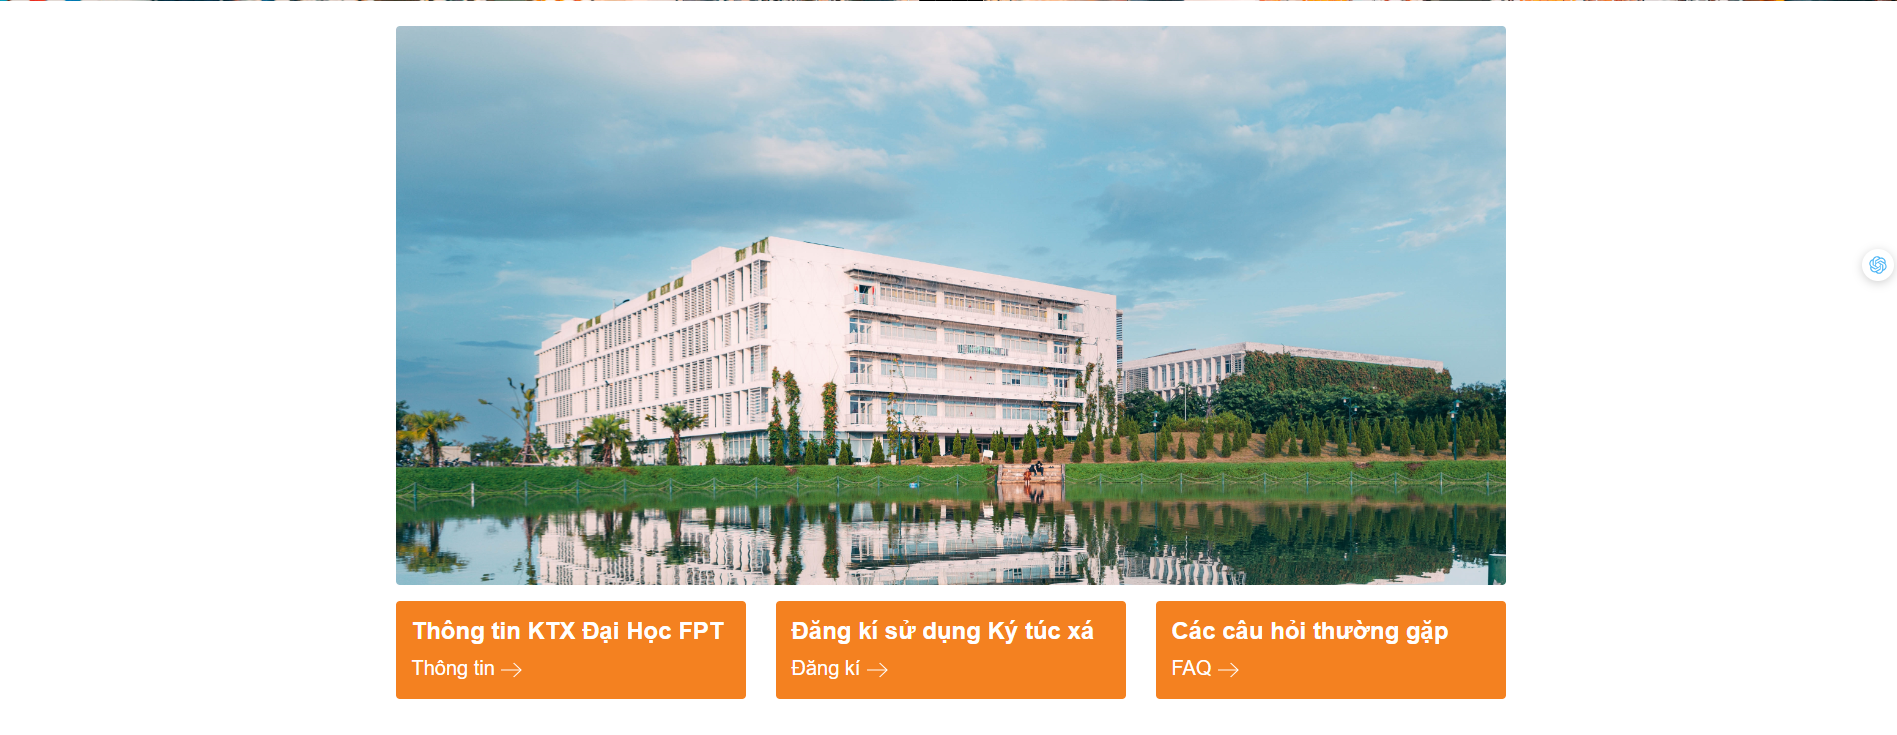 Thông tin KTX Đại Học FPT
Thông tin
Đăng kí sử dụng Ký túc xá
Đăng kí
Các câu hỏi thường gặp
FAQ